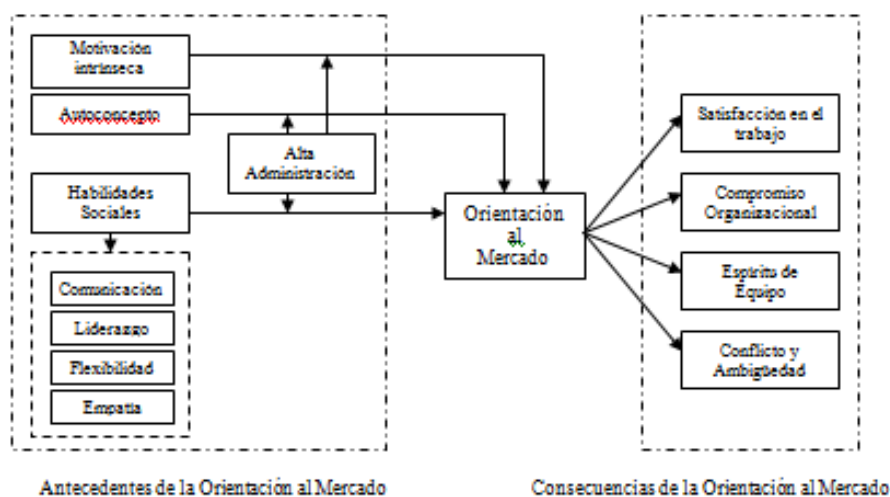 Motivación
intrínseca
Autoconcepto
Alta
Administración
Habilidades
Sociales
Comunicación
Liderazgo
Flexibilidad
Empatía
Orientación
al
Mercado
Satisfacción en el
trabajo
Compromiso
Organizacional
Espíritu de
Equipo
Conflicto y
Ambigüedad
Antecedentes de la Orientación al Mercado
Consecuencias de la Orientación al Mercado